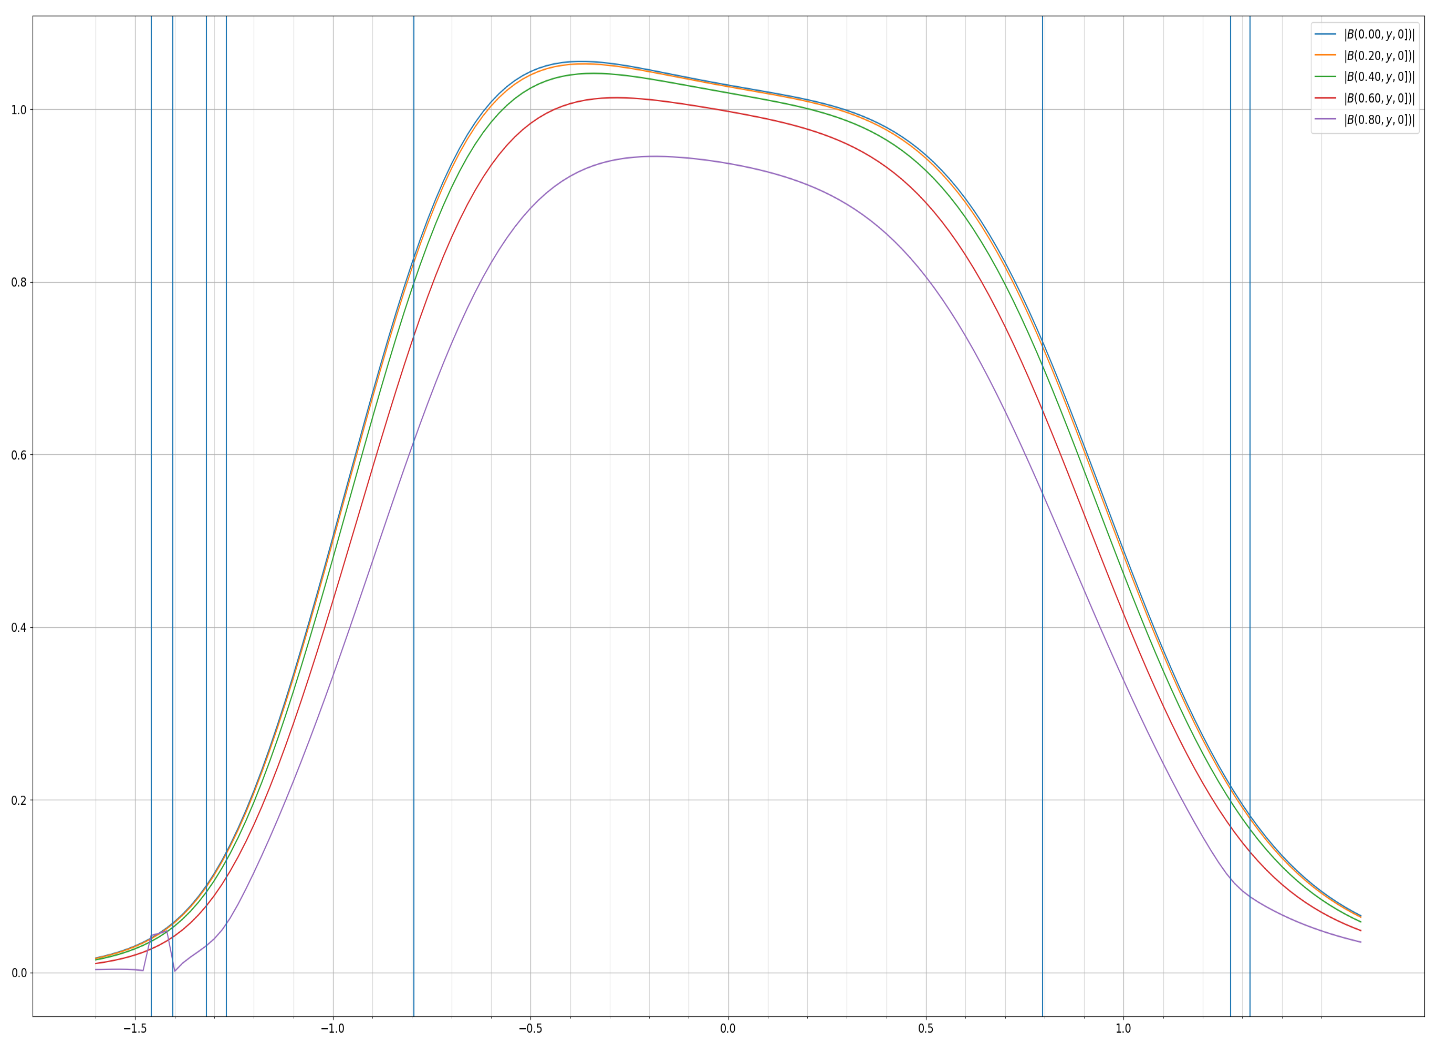 |B(0.00, y, 0])|
|B(0.20, y, 0])|
|B(0.40, y, 0])|
|B(0.60, y, 0])|
|B(0.80, y, 0])|
1.0
0.8
0.6
0.4
0.2
0.0
−1.5 −1.0 −0.5 0.0 0.5 1.0